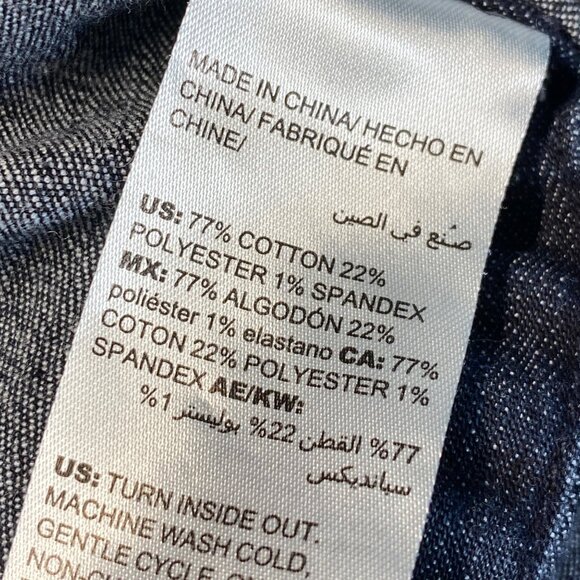 MADE IN CHINA/ HECHO EN
CHINA/ FABRIQUÉ EN
CHINE/
صُنع في الصين
US: 77% COTTON 22%
POLYESTER 1% SPANDEX
MX: 77% ALGODÓN 22%
poliéster 1% elastano CA: 77%
COTON 22% POLYESTER 1%
SPANDEX AE/KW:
77% القطن 22% بوليستر 1%
سباندیكس
US: TURN INSIDE OUT.
MACHINE WASH COLD,
GENTLE CYCLE,